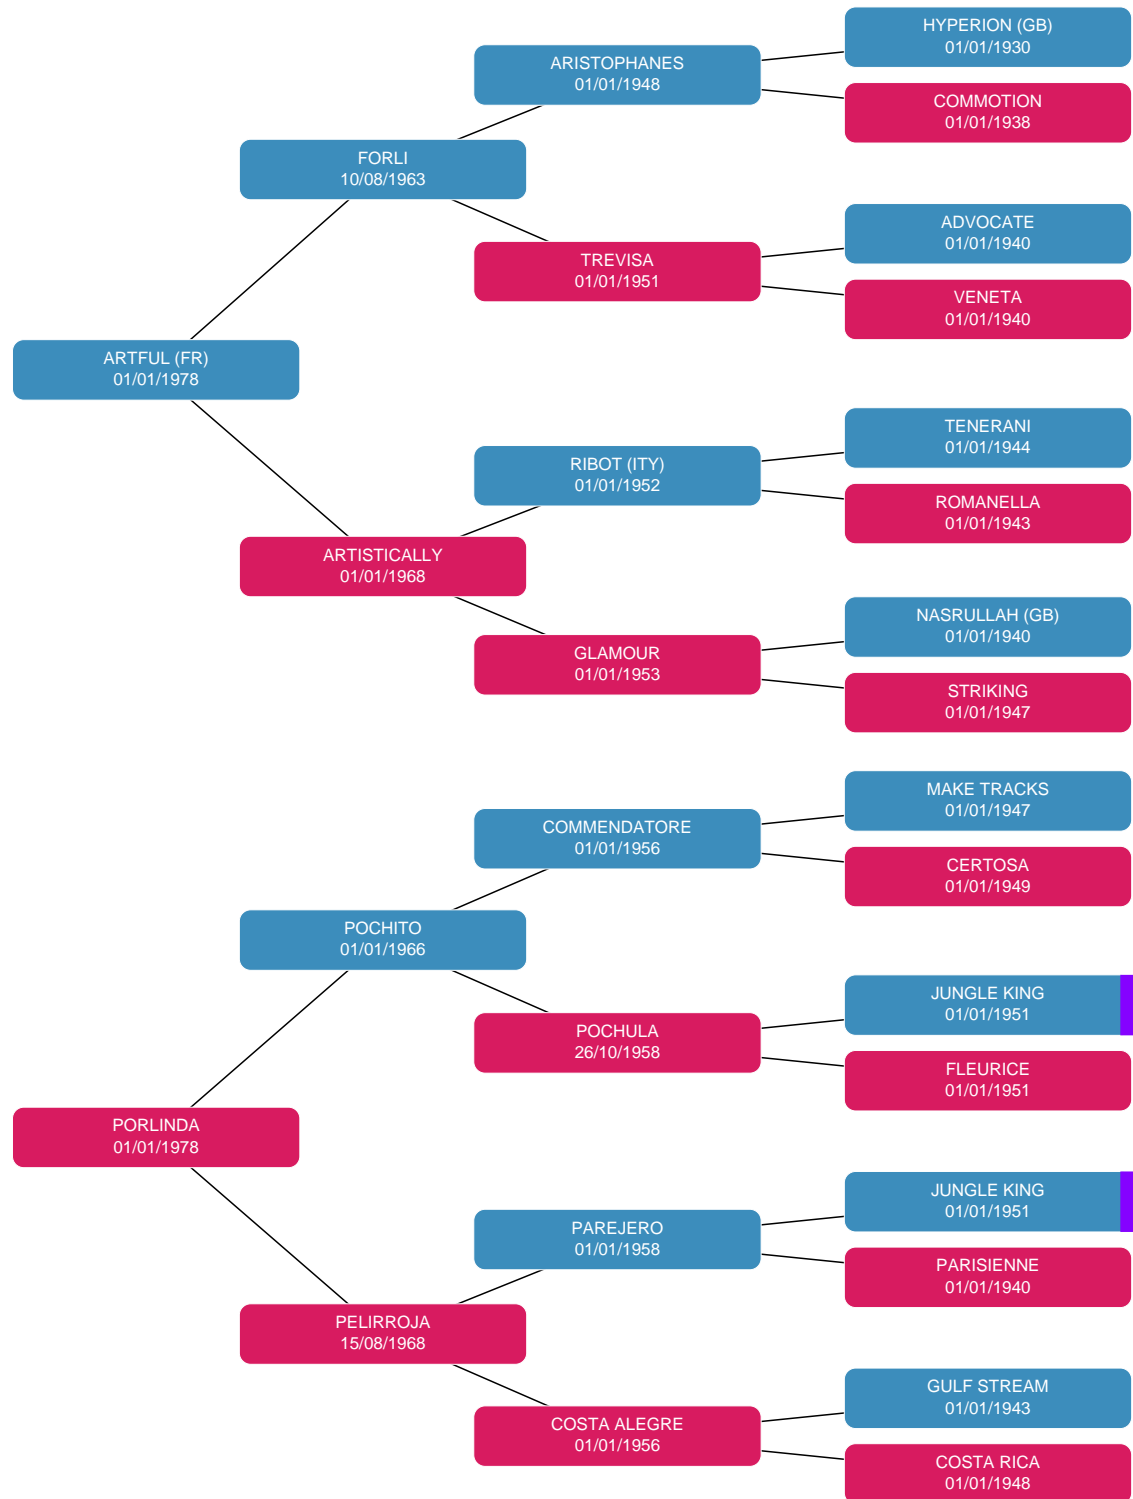 HYPERION (GB)
01/01/1930
ARISTOPHANES
01/01/1948
COMMOTION
01/01/1938
FORLI
10/08/1963
ADVOCATE
01/01/1940
TREVISA
01/01/1951
VENETA
01/01/1940
ARTFUL (FR)
01/01/1978
TENERANI
01/01/1944
RIBOT (ITY)
01/01/1952
ROMANELLA
01/01/1943
ARTISTICALLY
01/01/1968
NASRULLAH (GB)
01/01/1940
GLAMOUR
01/01/1953
STRIKING
01/01/1947
MAKE TRACKS
01/01/1947
COMMENDATORE
01/01/1956
CERTOSA
01/01/1949
POCHITO
01/01/1966
JUNGLE KING
01/01/1951
POCHULA
26/10/1958
FLEURICE
01/01/1951
PORLINDA
01/01/1978
JUNGLE KING
01/01/1951
PAREJERO
01/01/1958
PARISIENNE
01/01/1940
PELIRROJA
15/08/1968
GULF STREAM
01/01/1943
COSTA ALEGRE
01/01/1956
COSTA RICA
01/01/1948